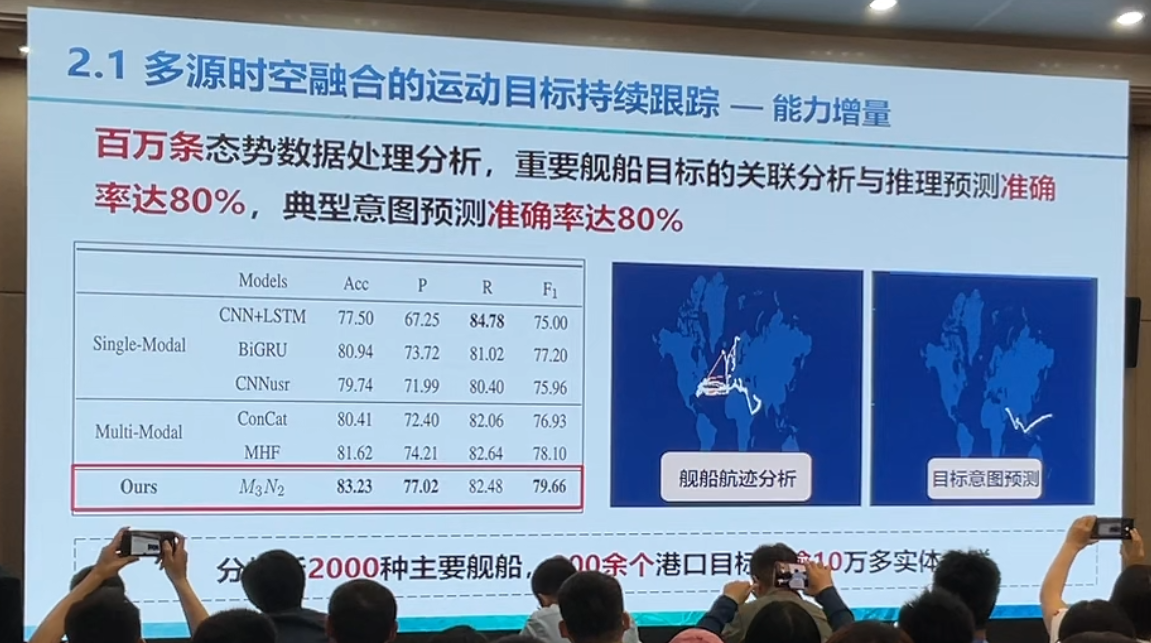 2.1 多源时空融合的运动目标持续跟踪 — 能力增量
百万条态势数据处理分析，重要舰船目标的关联分析与推理预测准确
率达80%，典型意图预测准确率达80%
Models Acc P R F1
Single-Modal
CNN+LSTM 77.50 67.25 84.78 75.00
BiGRU 80.94 73.72 81.02 77.20
CNNusr 79.74 71.99 80.40 75.96
Multi-Modal
ConCat 80.41 72.40 82.06 76.93
MHF 81.62 74.21 82.64 78.10
Ours M3N2 83.23 77.02 82.48 79.66
舰船航迹分析
目标意图预测
分 2000种主要舰船， 00余个港口目标 10万多实体